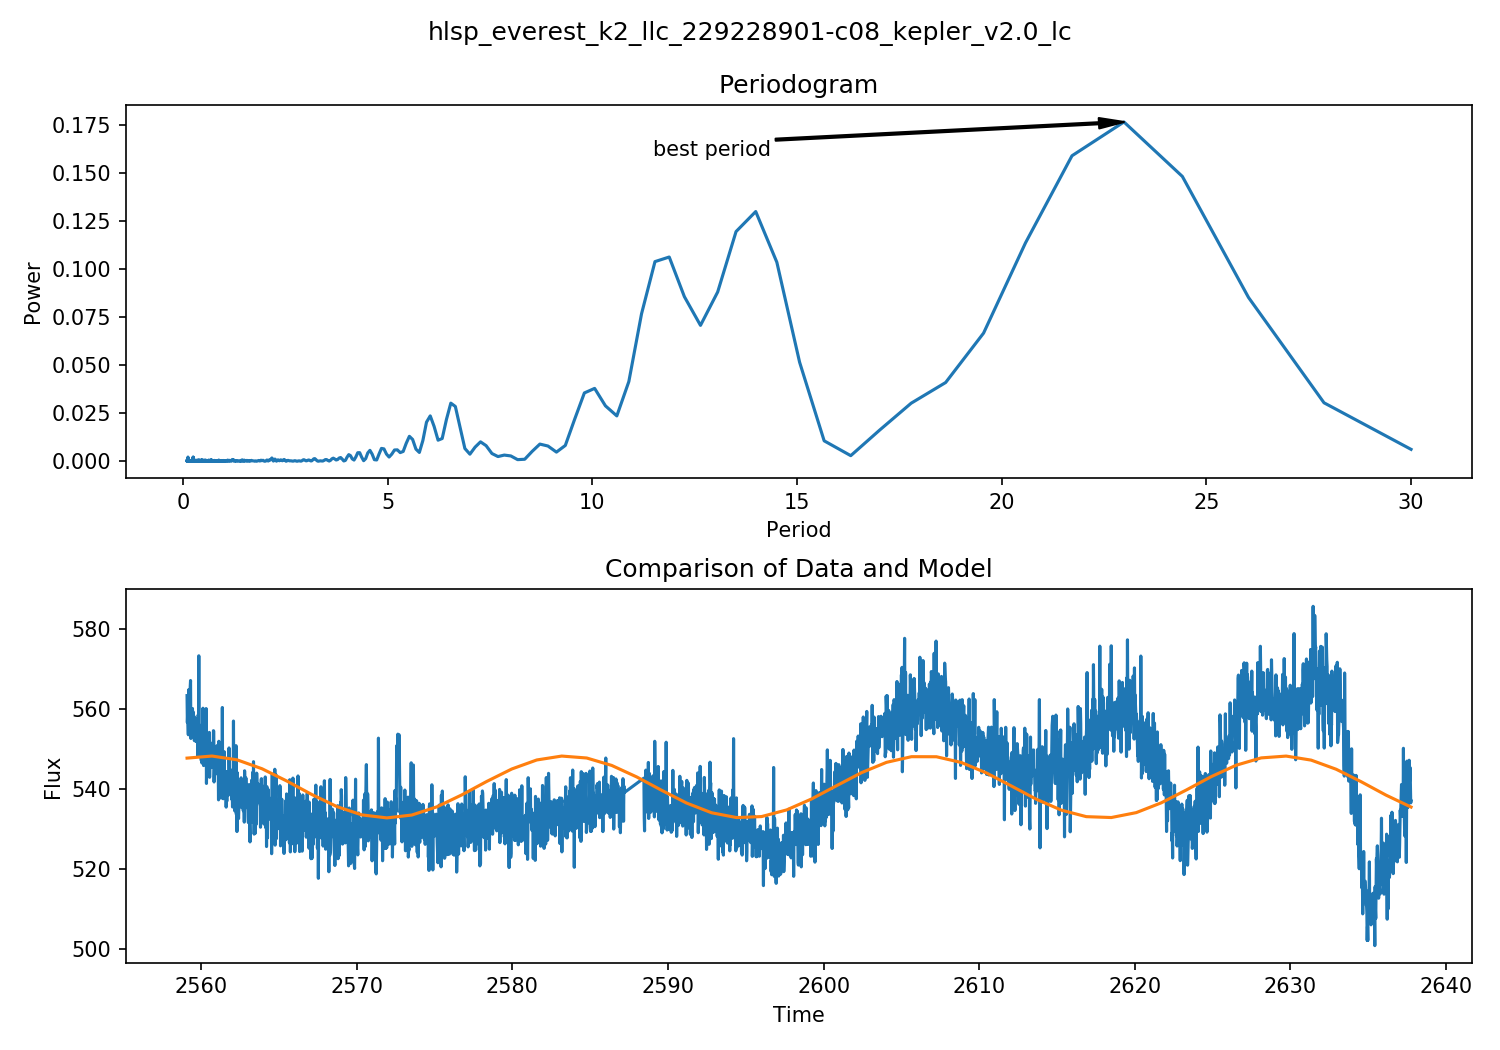 hlsp_everest_k2_llc_229228901-c08_kepler_v2.0_lc
Periodogram
0.175
0.150
0.125
0.100
0.075
0.050
0.025
0.000
Power
best period
0 5 10 15 20 25 30
Period
Comparison of Data and Model
580
560
540
520
500
Flux
2560 2570 2580 2590 2600 2610 2620 2630 2640
Time